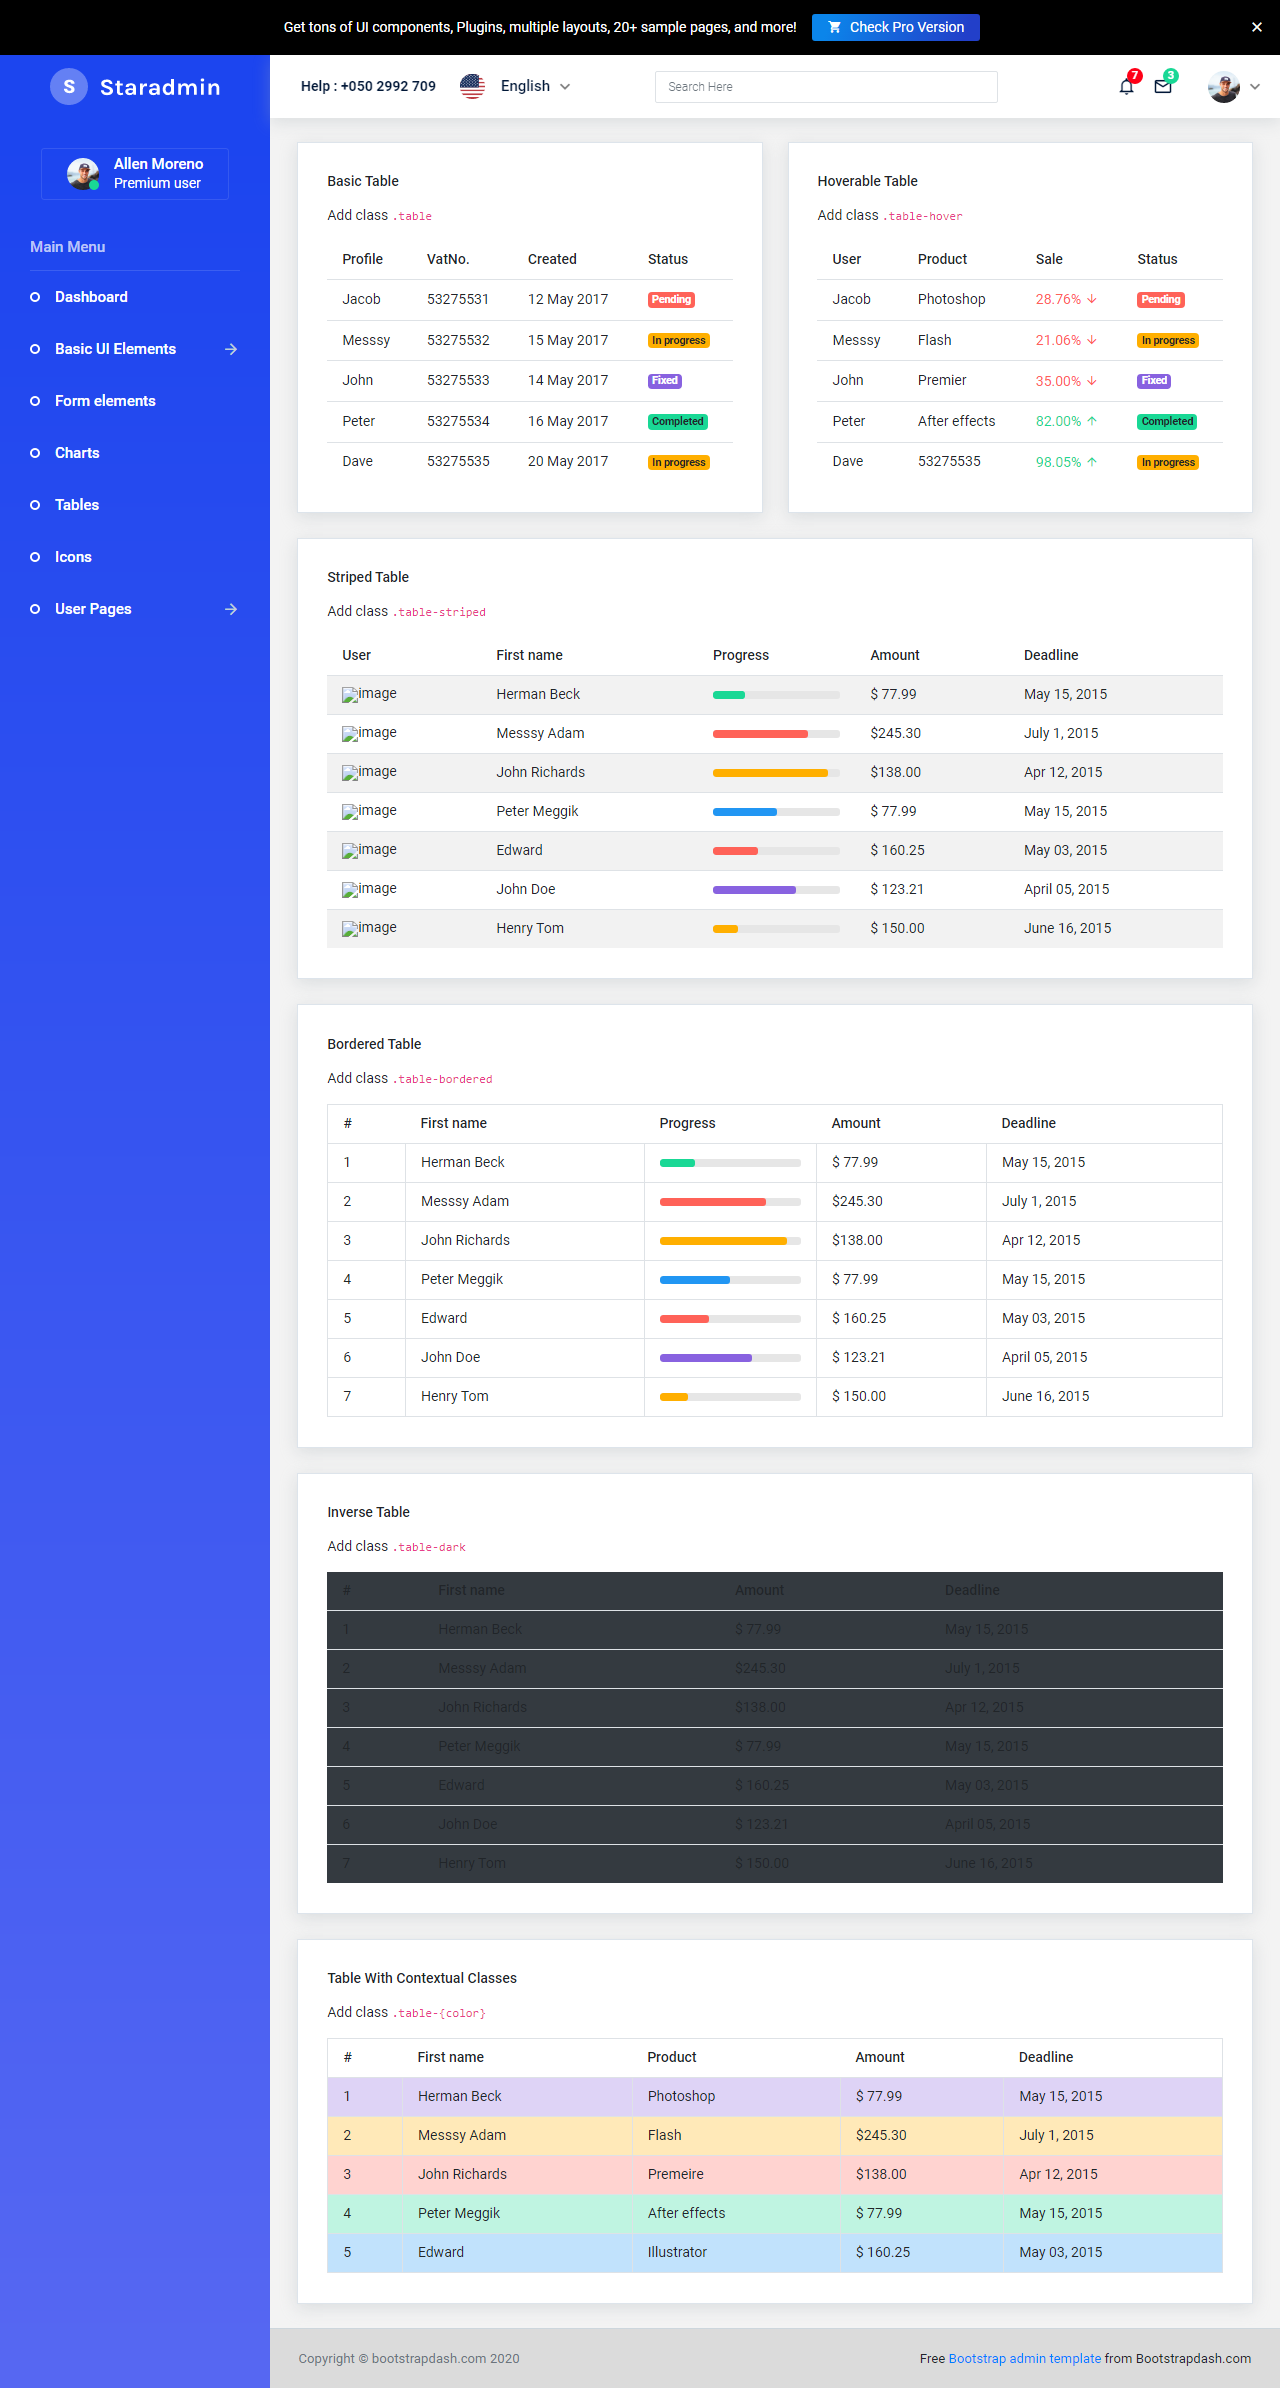 Get tons of UI components, Plugins, multiple layouts, 20+ sample pages, and more! Check Pro Version ×
S Staradmin
Help : +050 2992 709 English Search Here 7 3
Allen Moreno
Premium user
Main Menu
Dashboard
Basic UI Elements
Form elements
Charts
Tables
Icons
User Pages
Basic Table
Add class .table
Profile VatNo. Created Status
Jacob 53275531 12 May 2017 Pending
Messsy 53275532 15 May 2017 In progress
John 53275533 14 May 2017 Fixed
Peter 53275534 16 May 2017 Completed
Dave 53275535 20 May 2017 In progress
Hoverable Table
Add class .table-hover
User Product Sale Status
Jacob Photoshop 28.76% ↓ Pending
Messsy Flash 21.06% ↓ In progress
John Premier 35.00% ↓ Fixed
Peter After effects 82.00% ↑ Completed
Dave 53275535 98.05% ↑ In progress
Striped Table
Add class .table-striped
User First name Progress Amount Deadline
image Herman Beck $ 77.99 May 15, 2015
image Messsy Adam $245.30 July 1, 2015
image John Richards $138.00 Apr 12, 2015
image Peter Meggik $ 77.99 May 15, 2015
image Edward $ 160.25 May 03, 2015
image John Doe $ 123.21 April 05, 2015
image Henry Tom $ 150.00 June 16, 2015
Bordered Table
Add class .table-bordered
# First name Progress Amount Deadline
1 Herman Beck $ 77.99 May 15, 2015
2 Messsy Adam $245.30 July 1, 2015
3 John Richards $138.00 Apr 12, 2015
4 Peter Meggik $ 77.99 May 15, 2015
5 Edward $ 160.25 May 03, 2015
6 John Doe $ 123.21 April 05, 2015
7 Henry Tom $ 150.00 June 16, 2015
Inverse Table
Add class .table-dark
# First name Amount Deadline
1 Herman Beck $ 77.99 May 15, 2015
2 Messsy Adam $245.30 July 1, 2015
3 John Richards $138.00 Apr 12, 2015
4 Peter Meggik $ 77.99 May 15, 2015
5 Edward $ 160.25 May 03, 2015
6 John Doe $ 123.21 April 05, 2015
7 Henry Tom $ 150.00 June 16, 2015
Table With Contextual Classes
Add class .table-{color}
# First name Product Amount Deadline
1 Herman Beck Photoshop $ 77.99 May 15, 2015
2 Messsy Adam Flash $245.30 July 1, 2015
3 John Richards Premeire $138.00 Apr 12, 2015
4 Peter Meggik After effects $ 77.99 May 15, 2015
5 Edward Illustrator $ 160.25 May 03, 2015
Copyright © bootstrapdash.com 2020 Free Bootstrap admin template from Bootstrapdash.com